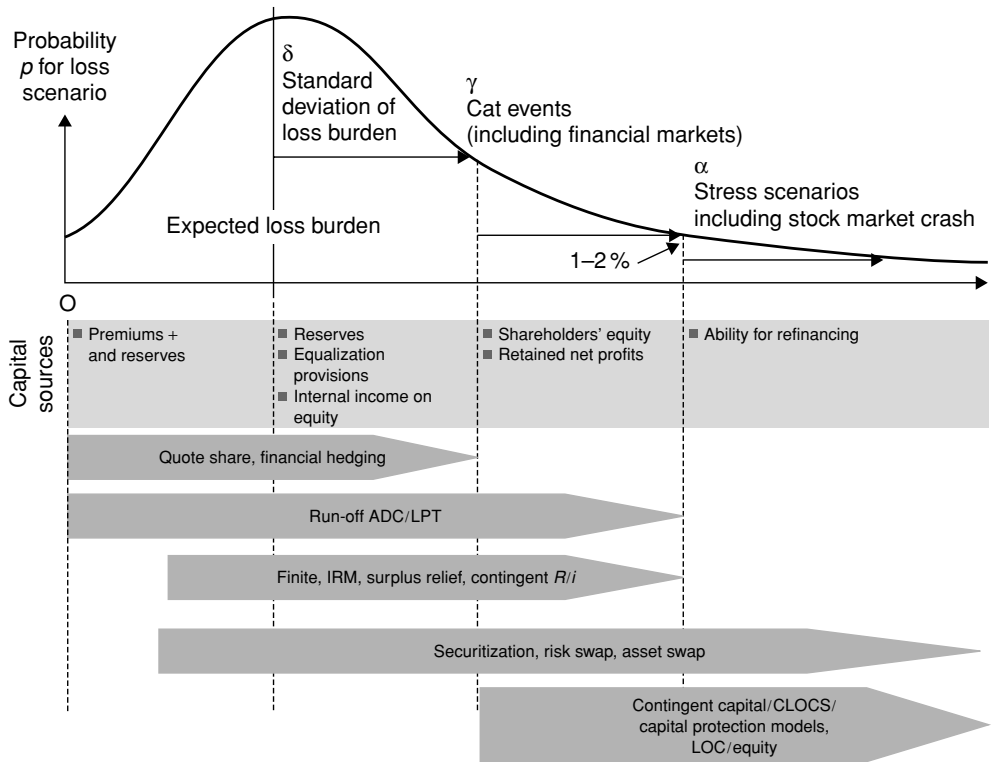 Probability
p for loss
scenario
δ
Standard
deviation of
loss burden
γ
Cat events
(including financial markets)
α
Stress scenarios
including stock market crash
Expected loss burden
1–2 %
O
Capital
sources
Premiums +
and reserves
Reserves
Equalization
provisions
Internal income on
equity
Shareholders’ equity
Retained net profits
Ability for refinancing
Quote share, financial hedging
Run-off ADC/LPT
Finite, IRM, surplus relief, contingent R/i
Securitization, risk swap, asset swap
Contingent capital/CLOCS/
capital protection models,
LOC/equity